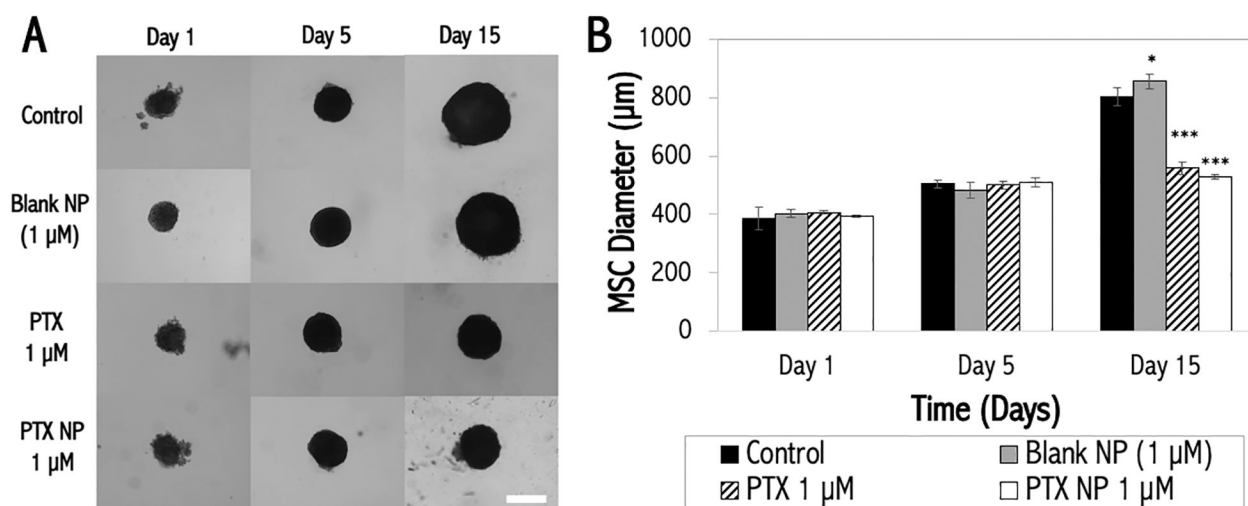 A
Day 1 Day 5 Day 15
Control
Blank NP
(1 µM)
PTX
1 µM
PTX NP
1 µM
B
MSC Diameter (µm)
1000
800
600
400
200
0
*
***
***
Day 1 Day 5 Day 15
Time (Days)
Control Blank NP (1 µM)
PTX 1 µM PTX NP 1 µM